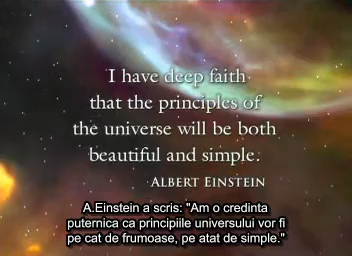 I have deep faith
that the principles of
the universe will be both
beautiful and simple.
ALBERT EINSTEIN
A.Einstein a scris: "Am o credinta
puternica ca principiile universului vor fi
pe cat de frumoase, pe atat de simple."